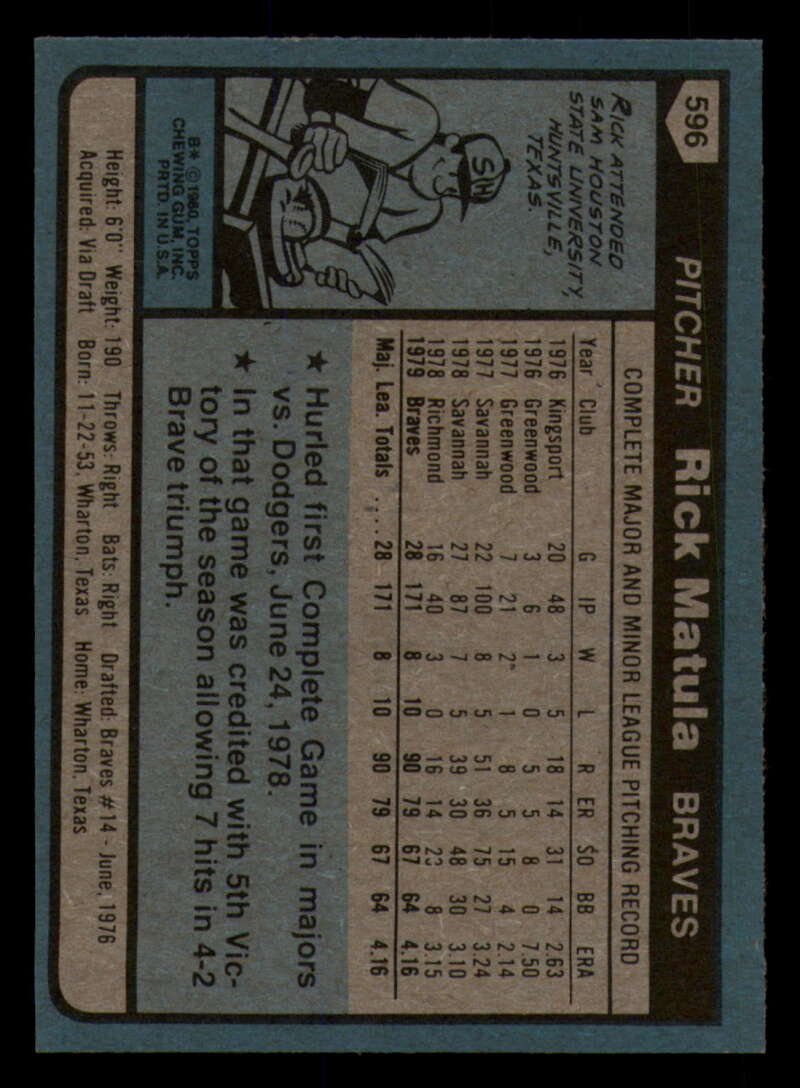 596
PITCHER Rick Matula BRAVES
RICK ATTENDED
SAM HOUSTON
STATE UNIVERSITY,
HUNTSVILLE,
TEXAS.
SH
B* ©1980, TOPPS
CHEWING GUM, INC.
PRTD. IN U.S.A.
COMPLETE MAJOR AND MINOR LEAGUE PITCHING RECORD
Year Club G IP W L R ER SO BB ERA
1976 Kingsport 20 48 3 5 18 14 31 14 2.63
1976 Greenwood 3 6 1 0 5 5 8 0 7.50
1977 Greenwood 7 21 2 1 8 5 15 4 2.14
1977 Savannah 22 100 8 5 51 36 75 27 3.24
1978 Savannah 27 87 7 5 39 30 48 30 3.10
1978 Richmond 16 40 3 0 16 14 23 8 3.15
1979 Braves 28 171 8 10 90 79 67 64 4.16
Maj. Lea. Totals .... 28 171 8 10 90 79 67 64 4.16
★ Hurled first Complete Game in majors
vs. Dodgers, June 24, 1978.
★ In that game was credited with 5th Vic-
tory of the season allowing 7 hits in 4-2
Brave triumph.
Height: 6'0" Weight: 190 Throws: Right Bats: Right Drafted: Braves #14 - June, 1976
Acquired: Via Draft Born: 11-22-53, Wharton, Texas Home: Wharton, Texas